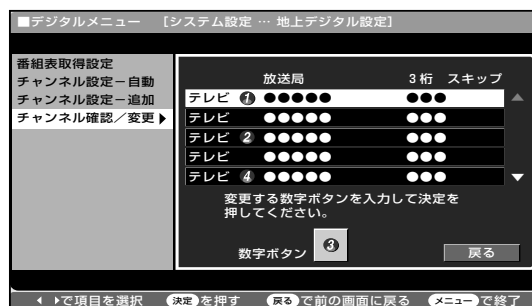 ■デジタルメニュー [システム設定 … 地上デジタル設定]
番組表取得設定
チャンネル設定－自動
チャンネル設定－追加
チャンネル確認／変更▶
放送局 3桁 スキップ
テレビ ❶ ●●●●● ●●● ▲
テレビ ●●●●● ●●●
テレビ ❷ ●●●●● ●●●
テレビ ●●●●● ●●●
テレビ ❹ ●●●●● ●●● ▼
変更する数字ボタンを入力して決定を
押してください。
数字ボタン ❸ 戻る
◀ ▶で項目を選択 決定を押す 戻るで前の画面に戻る メニューで終了